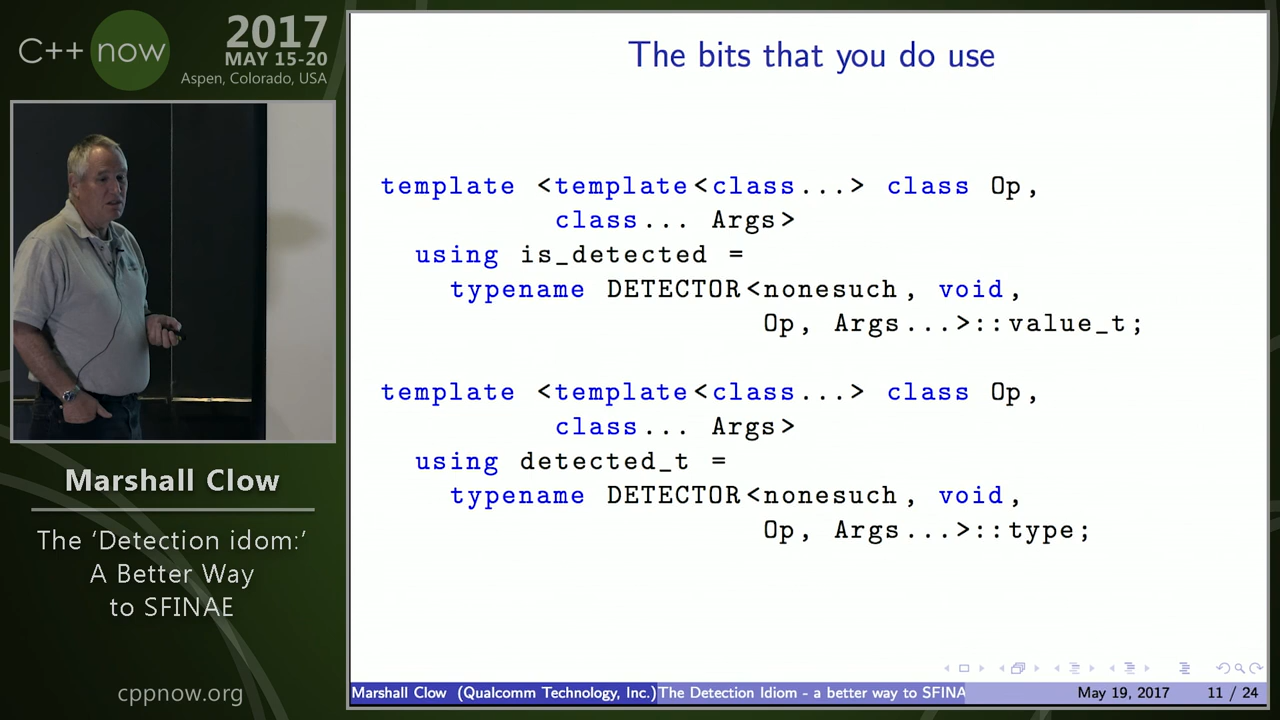 C++ now
2017
MAY 15-20
Aspen, Colorado, USA
Marshall Clow
The ‘Detection idom:’
A Better Way
to SFINAE
cppnow.org
The bits that you do use
template <template<class...> class Op,
class... Args>
using is_detected =
typename DETECTOR<nonesuch, void,
Op, Args...>::value_t;
template <template<class...> class Op,
class... Args>
using detected_t =
typename DETECTOR<nonesuch, void,
Op, Args...>::type;
Marshall Clow (Qualcomm Technology, Inc.) The Detection Idiom - a better way to SFINA May 19, 2017 11 / 24